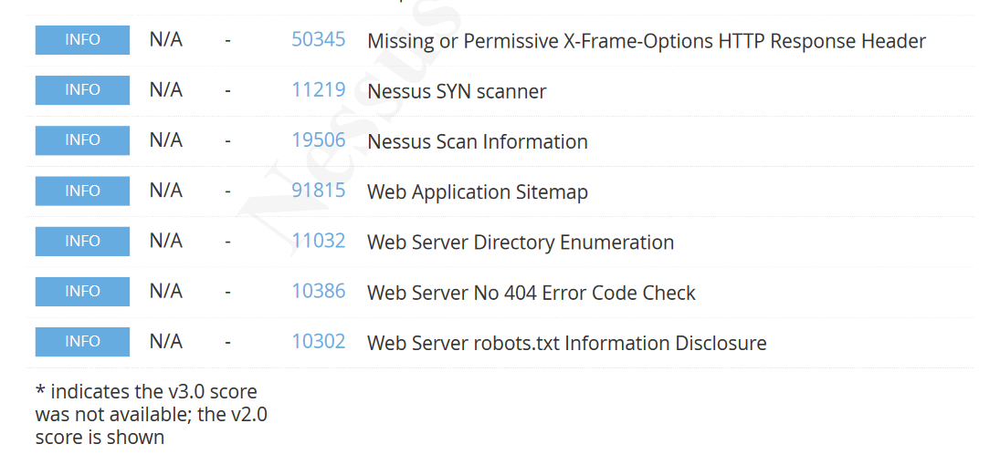 INFO N/A - 50345 Missing or Permissive X-Frame-Options HTTP Response Header
INFO N/A - 11219 Nessus SYN scanner
INFO N/A - 19506 Nessus Scan Information
INFO N/A - 91815 Web Application Sitemap
INFO N/A - 11032 Web Server Directory Enumeration
INFO N/A - 10386 Web Server No 404 Error Code Check
INFO N/A - 10302 Web Server robots.txt Information Disclosure
* indicates the v3.0 score
was not available; the v2.0
score is shown
Nessus